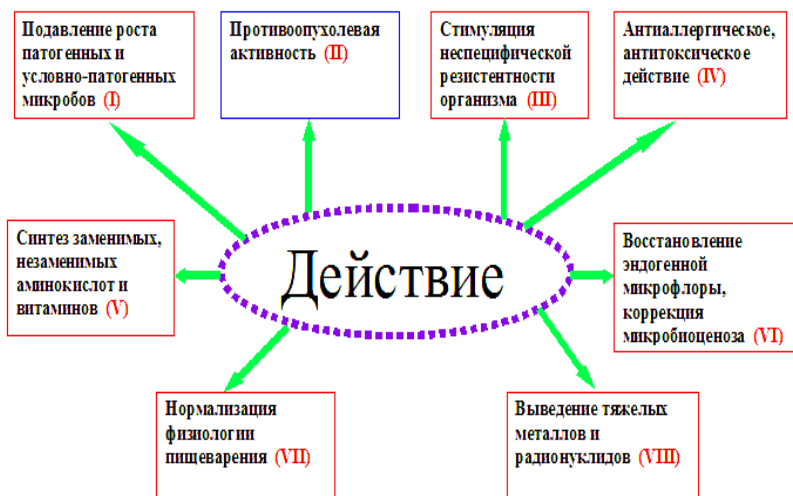 Подавление роста
патогенных и
условно-патогенных
микробов (I)
Противоопухолевая
активность (II)
Стимуляция
неспецифической
резистентности
организма (III)
Антиаллергическое,
антитоксическое
действие (IV)
Синтез заменимых,
незаменимых
аминокислот и
витаминов (V)
Действие
Восстановление
эндогенной
микрофлоры,
коррекция
микробиоценоза (VI)
Нормализация
физиологии
пищеварения (VII)
Выведение тяжелых
металлов и
радионуклидов (VIII)